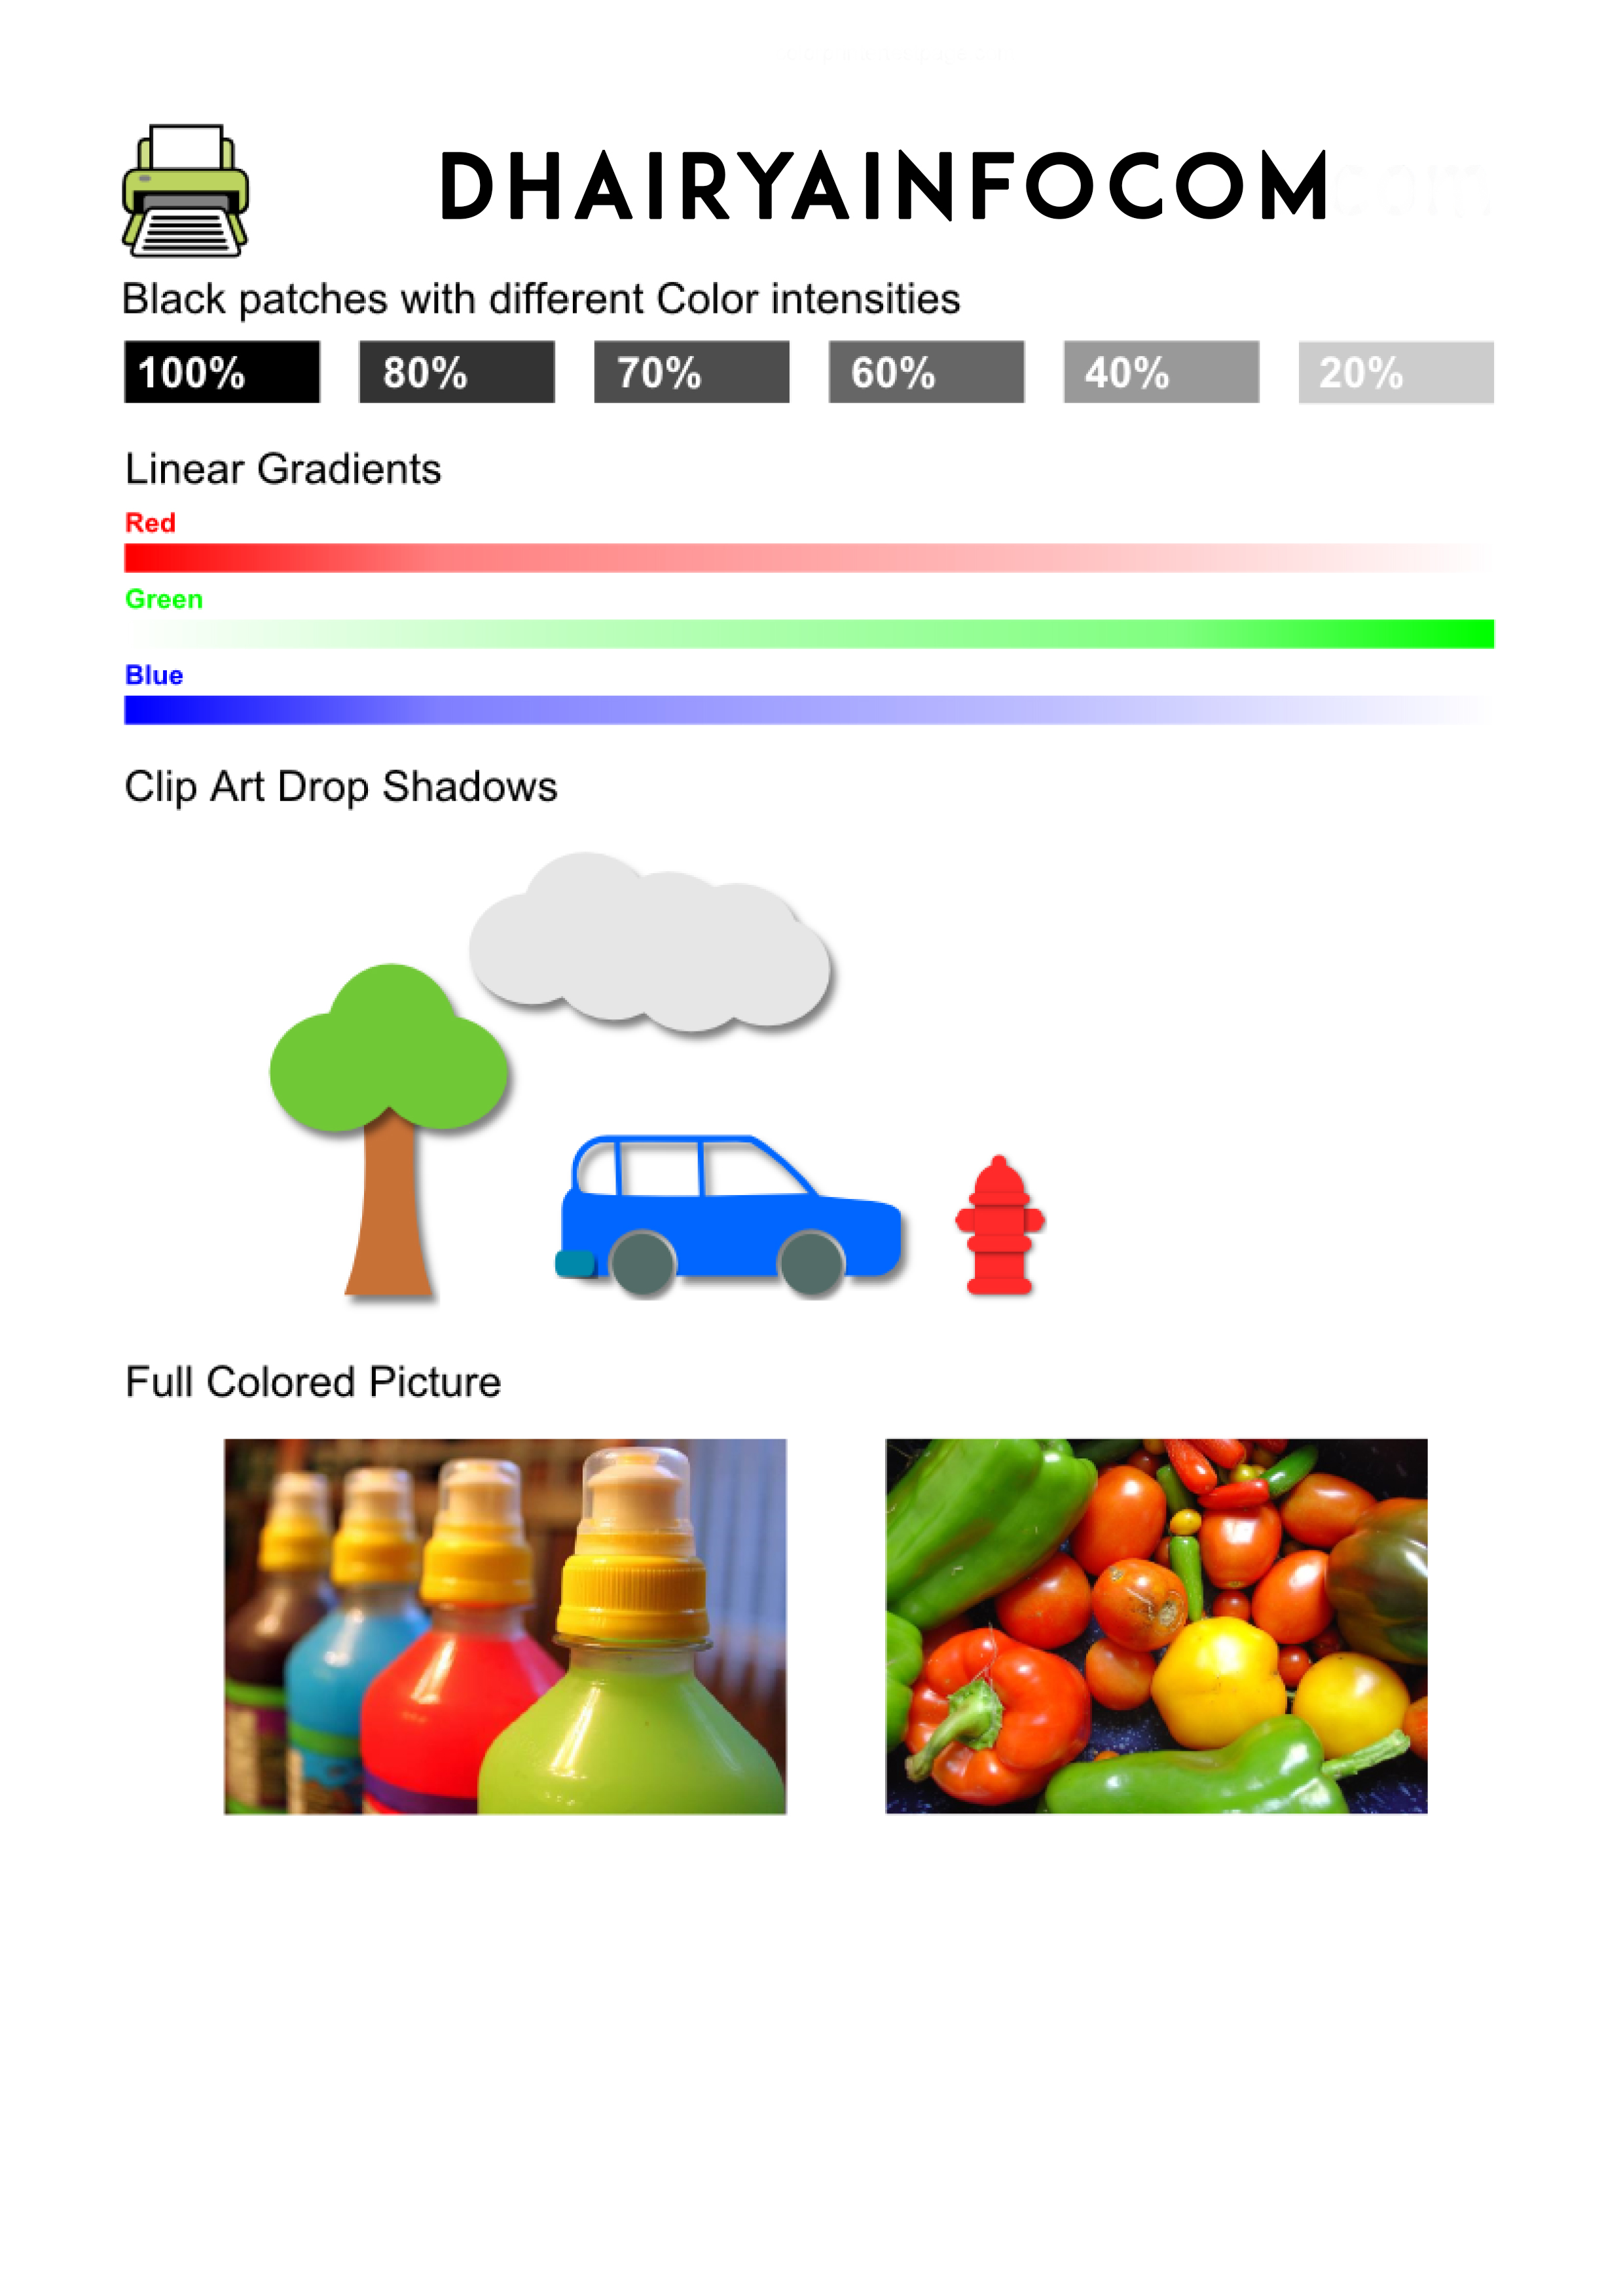 DHAIRYAINFOCOM
Black patches with different Color intensities
100% 80% 70% 60% 40% 20%
Linear Gradients
Red
Green
Blue
Clip Art Drop Shadows
Full Colored Picture